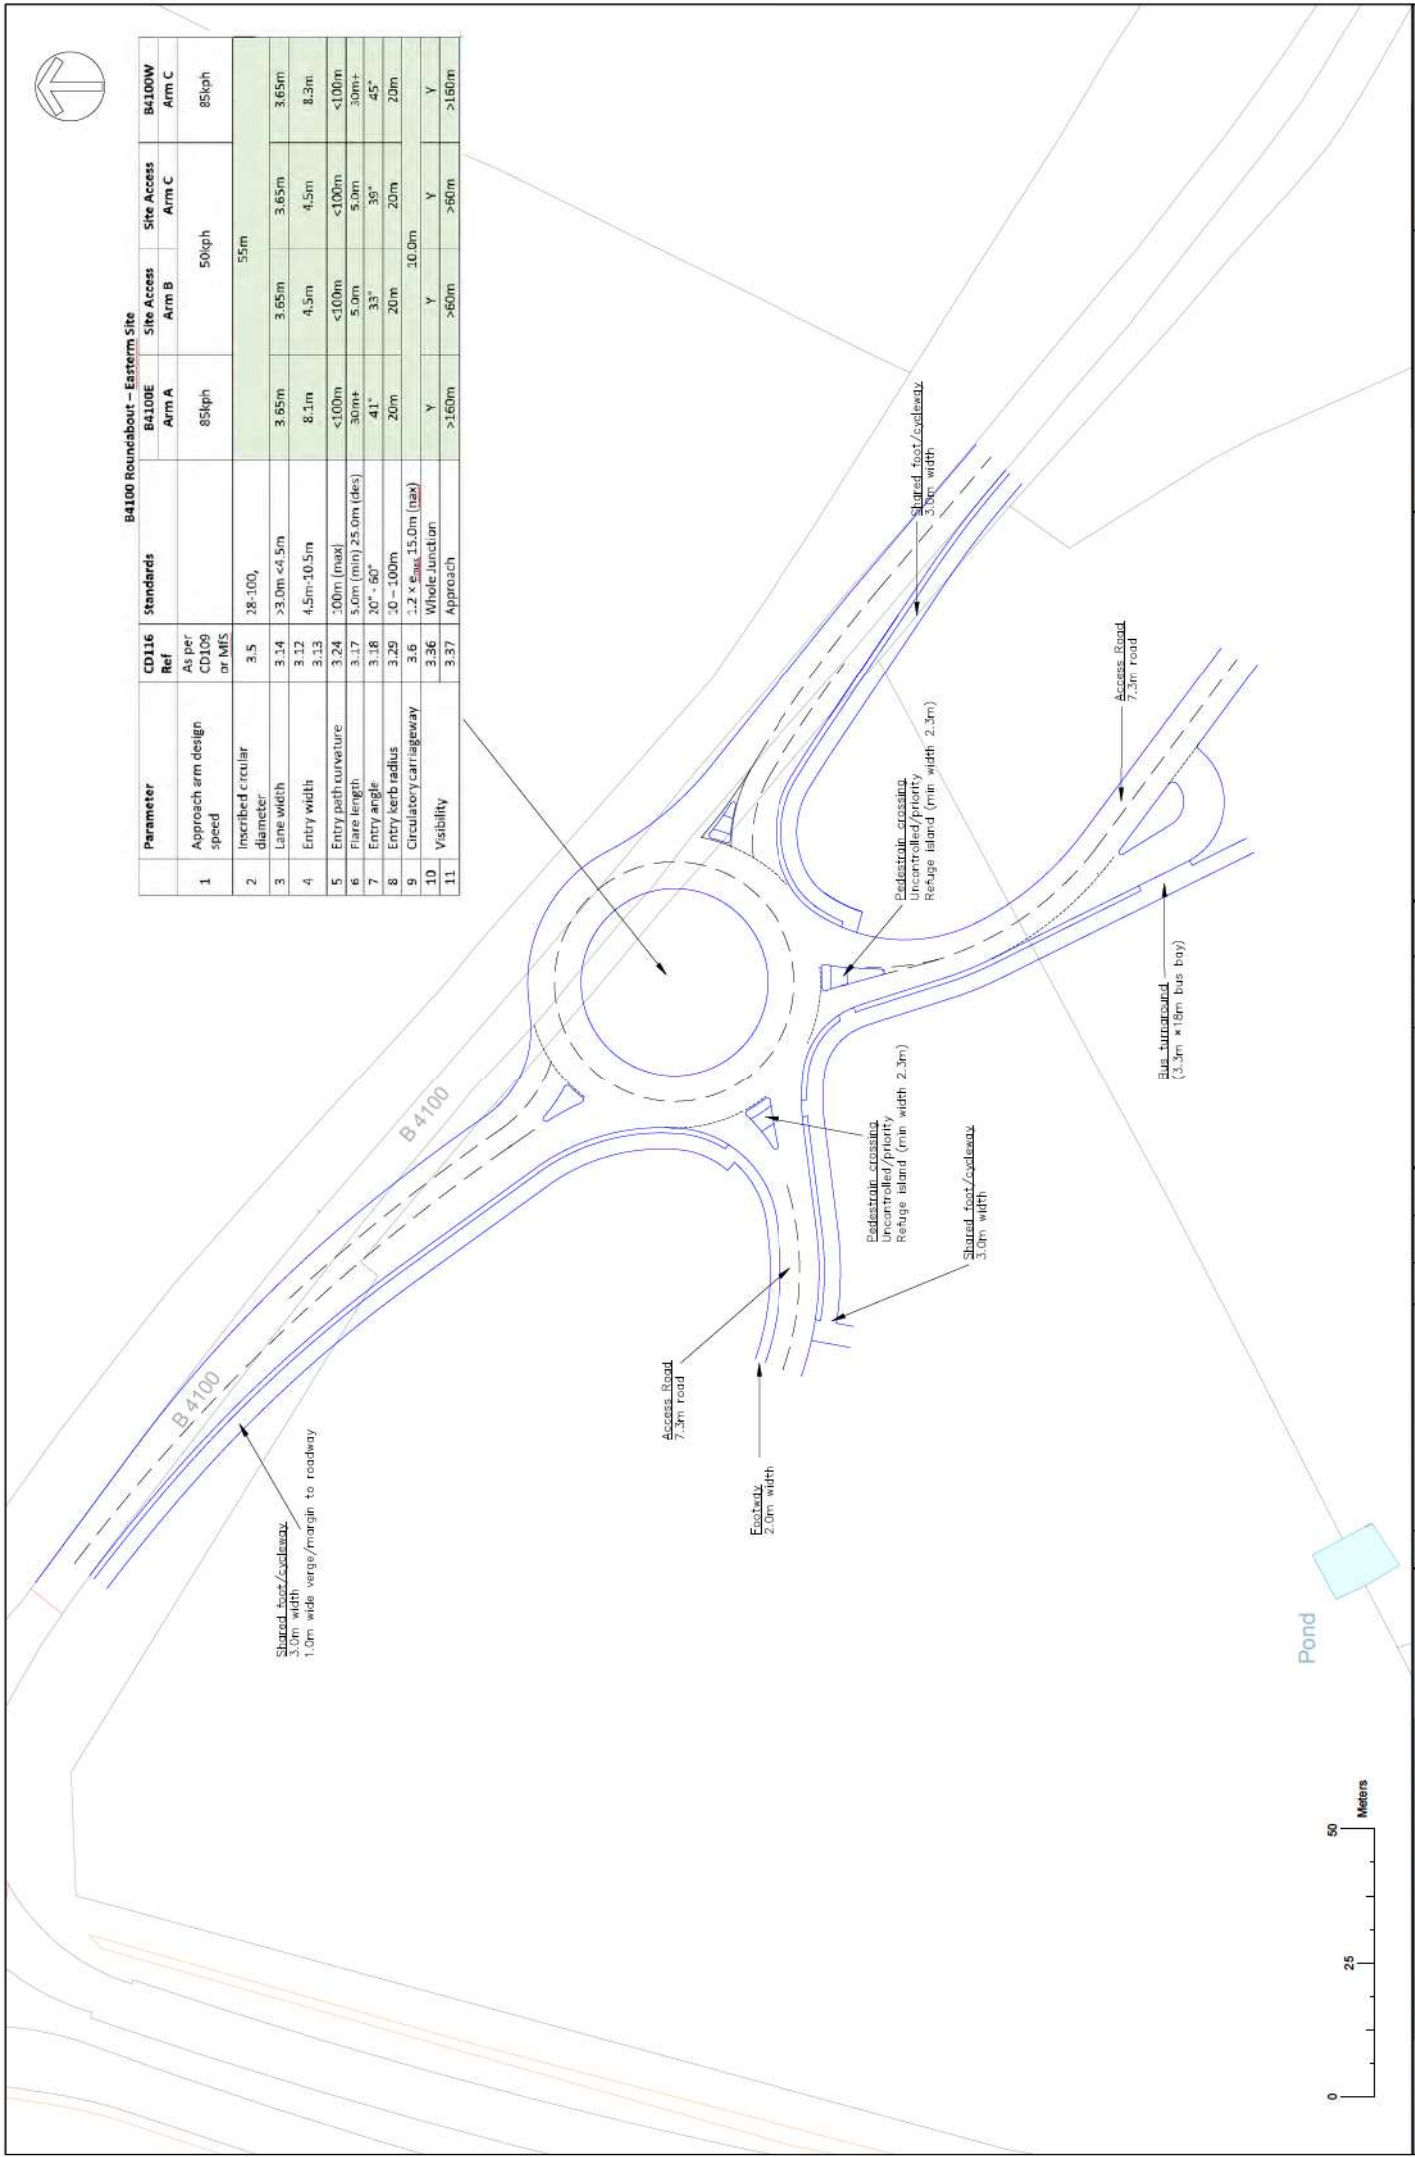 B4100 Roundabout – Easterm Site
Parameter CD116 Ref Standards B4100E Arm A Site Access Arm B Site Access Arm C B4100W Arm C
1 Approach arm design speed As per CD109 or MfS 85kph 50kph 85kph
2 Inscribed circular diameter 3.5 28-100, 55m
3 Lane width 3.14 >3.0m <4.5m 3.65m 3.65m 3.65m 3.65m
4 Entry width 3.12 3.13 4.5m-10.5m 8.1m 4.5m 4.5m 8.3m
5 Entry path curvature 3.24 100m (max) <100m <100m <100m <100m
6 Flare length 3.17 5.0m (min) 25.0m (des) 30m+ 5.0m 5.0m 30m+
7 Entry angle 3.18 20° - 60° 41° 33° 39° 45°
8 Entry kerb radius 3.29 10 – 100m 20m 20m 20m 20m
9 Circulatory carriageway 3.6 1.2 x emax 15.0m (max) 10.0m
10 Visibility 3.36 Whole Junction Y Y Y Y
11 3.37 Approach >160m >60m >60m >160m
B 4100
B 4100
Shared foot/cycleway
3.0m width
1.0m wide verge/margin to roadway
Shared foot/cycleway
3.0m width
Access Road
7.3m road
Footway
2.0m width
Pedestrain crossing
Uncontrolled/priority
Refuge island (min width 2.3m)
Pedestrain crossing
Uncontrolled/priority
Refuge island (min width 2.3m)
Shared foot/cycleway
3.0m width
Access Road
7.3m road
Bus turnaround
(3.3m *18m bus bay)
Pond
0 25 50
Meters